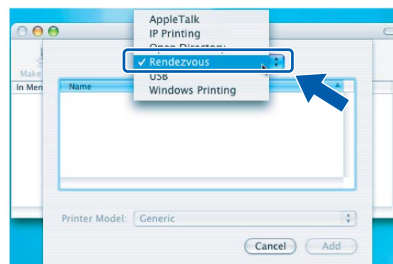 AppleTalk
IP Printing
Open Directory
Rendezvous
USB
Windows Printing
Make
In Men
Name
Printer Model: Generic
Cancel Add